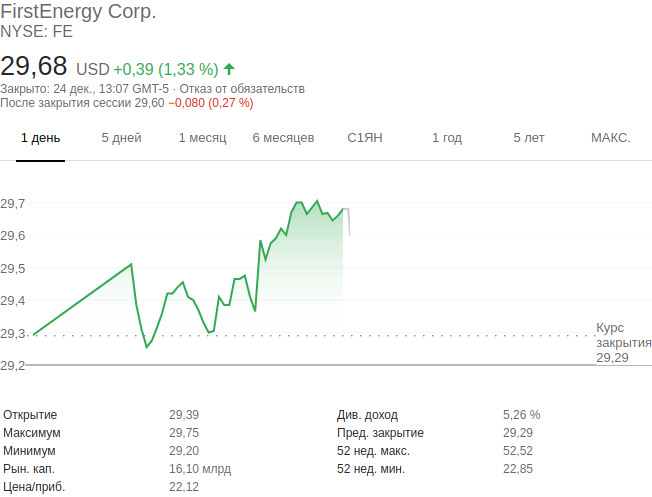 FirstEnergy Corp.
NYSE: FE
29,68 USD +0,39 (1,33 %)
Закрыто: 24 дек., 13:07 GMT-5 · Отказ от обязательств
После закрытия сессии 29,60 −0,080 (0,27 %)
1 день 5 дней 1 месяц 6 месяцев С1ЯН 1 год 5 лет МАКС.
29,7
29,6
29,5
29,4
29,3
29,2
Курс
закрытия
29,29
Открытие 29,39 Див. доход 5,26 %
Максимум 29,75 Пред. закрытие 29,29
Минимум 29,20 52 нед. макс. 52,52
Рын. кап. 16,10 млрд 52 нед. мин. 22,85
Цена/приб. 22,12